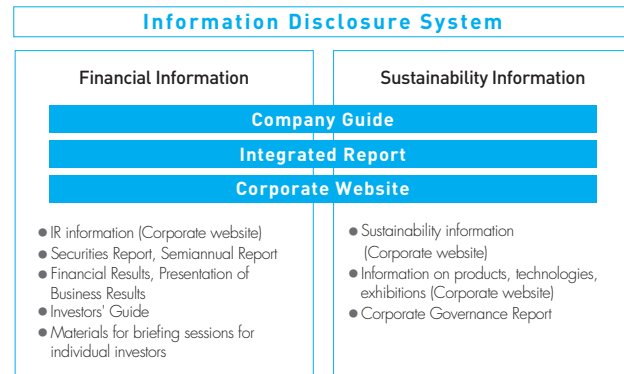 Information Disclosure System
Financial Information
Sustainability Information
Company Guide
Integrated Report
Corporate Website
● IR information (Corporate website)
● Securities Report, Semiannual Report
● Financial Results, Presentation of
Business Results
● Investors' Guide
● Materials for briefing sessions for
individual investors
● Sustainability information
(Corporate website)
● Information on products, technologies,
exhibitions (Corporate website)
● Corporate Governance Report